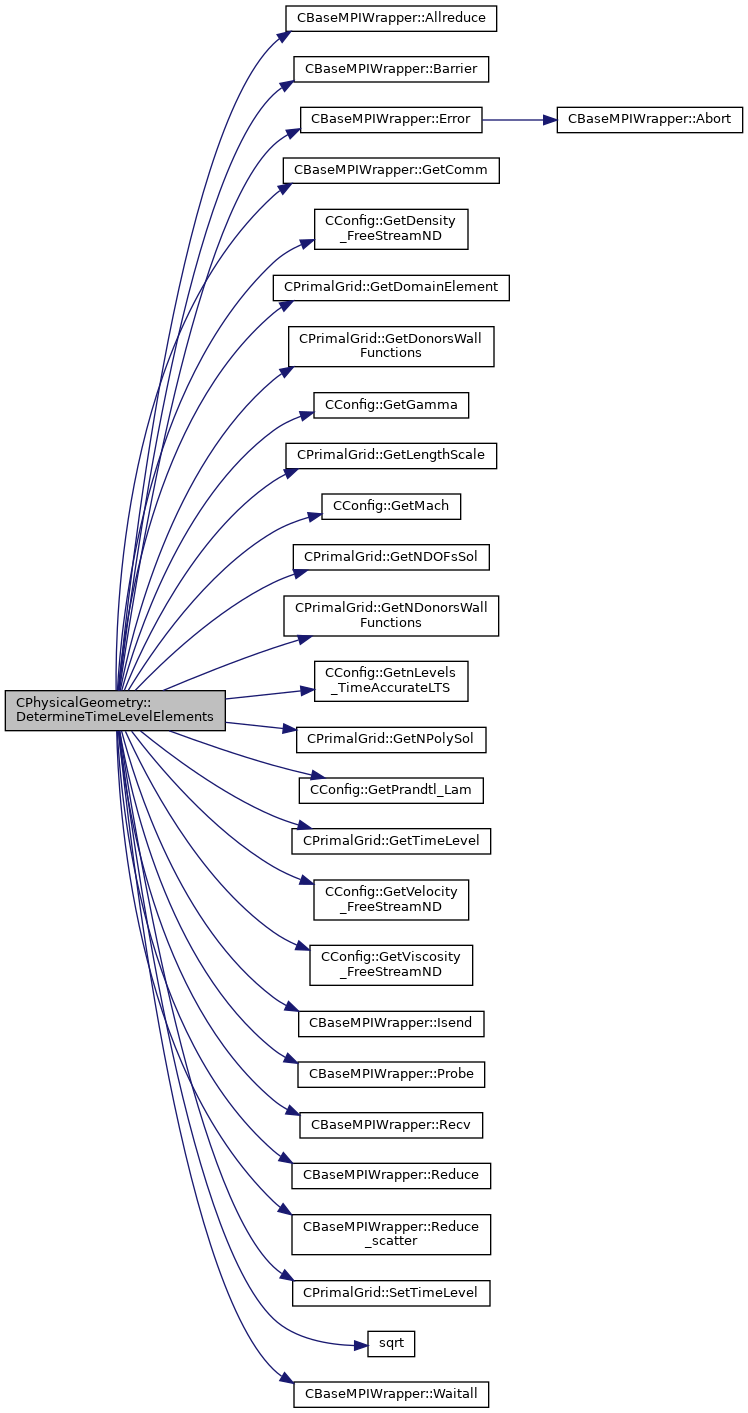 CBaseMPIWrapper::Allreduce
CBaseMPIWrapper::Barrier
CBaseMPIWrapper::Error
CBaseMPIWrapper::Abort
CBaseMPIWrapper::GetComm
CConfig::GetDensity
_FreeStreamND
CPrimalGrid::GetDomainElement
CPrimalGrid::GetDonorsWall
Functions
CConfig::GetGamma
CPrimalGrid::GetLengthScale
CConfig::GetMach
CPrimalGrid::GetNDOFsSol
CPrimalGrid::GetNDonorsWall
Functions
CConfig::GetnLevels
_TimeAccurateLTS
CPhysicalGeometry::
DetermineTimeLevelElements
CPrimalGrid::GetNPolySol
CConfig::GetPrandtl_Lam
CPrimalGrid::GetTimeLevel
CConfig::GetVelocity
_FreeStreamND
CConfig::GetViscosity
_FreeStreamND
CBaseMPIWrapper::Isend
CBaseMPIWrapper::Probe
CBaseMPIWrapper::Recv
CBaseMPIWrapper::Reduce
CBaseMPIWrapper::Reduce
_scatter
CPrimalGrid::SetTimeLevel
sqrt
CBaseMPIWrapper::Waitall